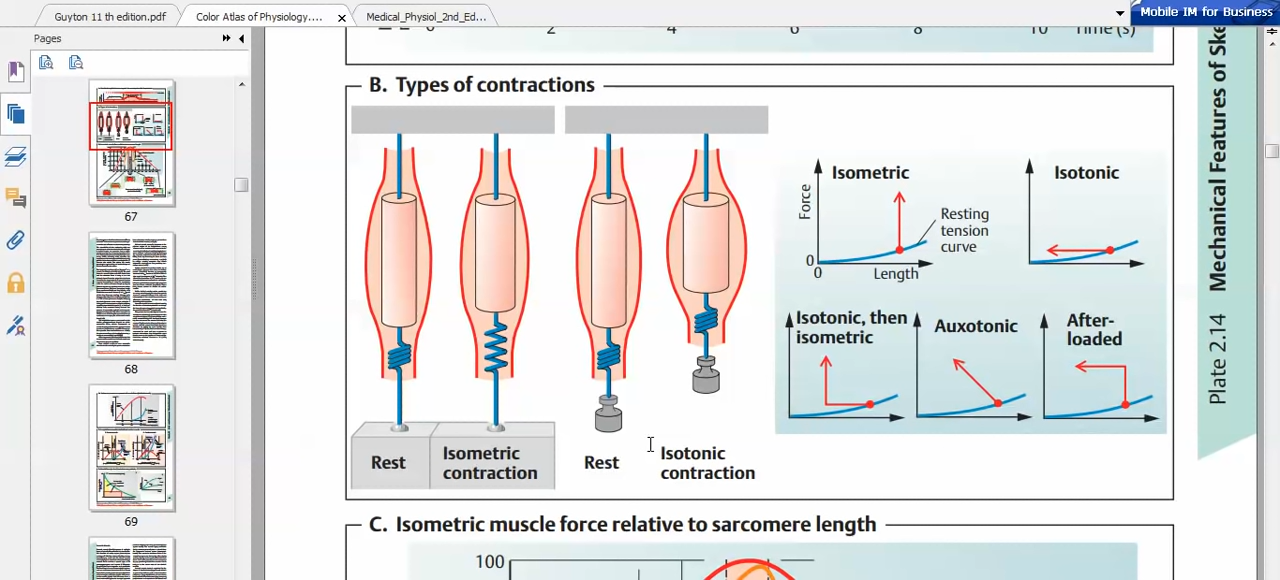 Guyton 11 th edition.pdf
Color Atlas of Physiology....
Medical_Physiol_2nd_Ed...
Mobile IM for Business
Pages
67
68
69
0 2 4 6 8 10 Time (s)
B. Types of contractions
Rest
Isometric
contraction
Rest
Isotonic
contraction
Isometric
Force
0
0
Length
Resting
tension
curve
Isotonic
Isotonic, then
isometric
Auxotonic
After-
loaded
Plate 2.14 Mechanical Features of Ske
C. Isometric muscle force relative to sarcomere length
100